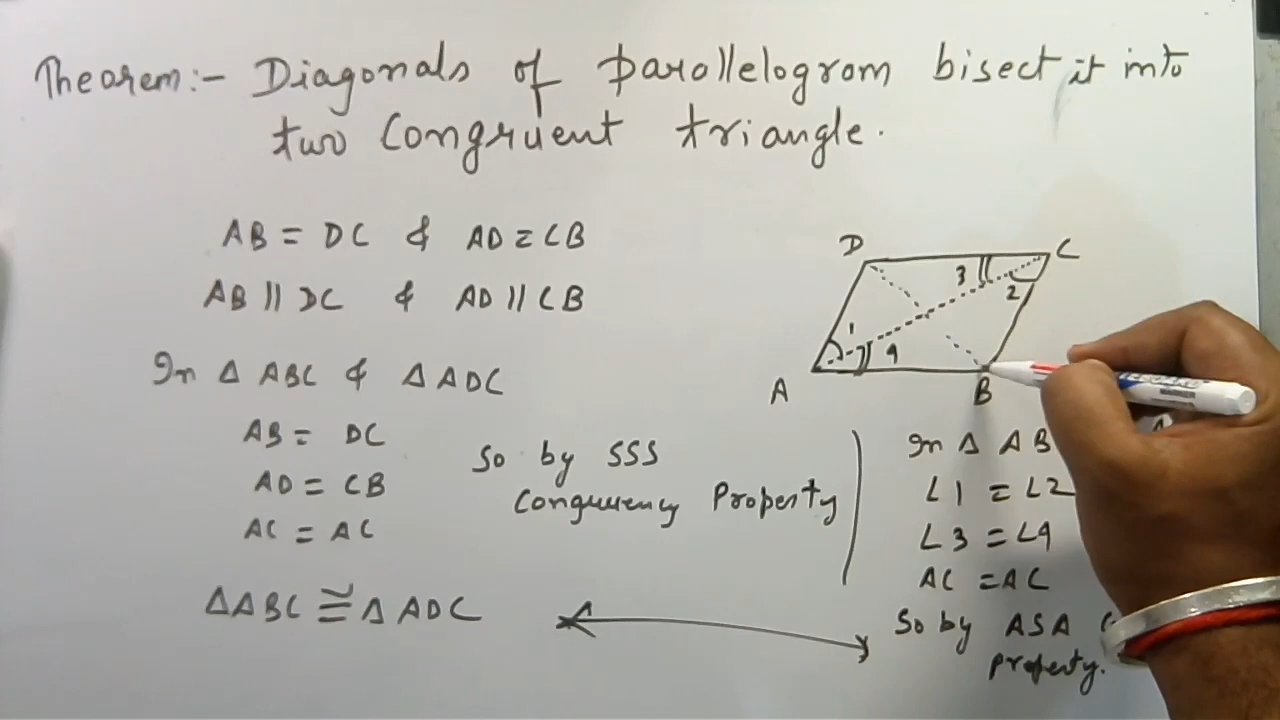 Theorem:- Diagonals of parallelogram bisect it into
two Congruent triangle.
AB = DC & AD = CB
AB || DC & AD || CB
In Δ ABC & Δ ADC
AB = DC
AD = CB
AC = AC
So by SSS
Congruency Property
ΔABC ≅ Δ ADC
D
C
3
2
1
4
A
B
In Δ AB
∠1 = ∠2
∠3 = ∠4
AC = AC
So by ASA
property.